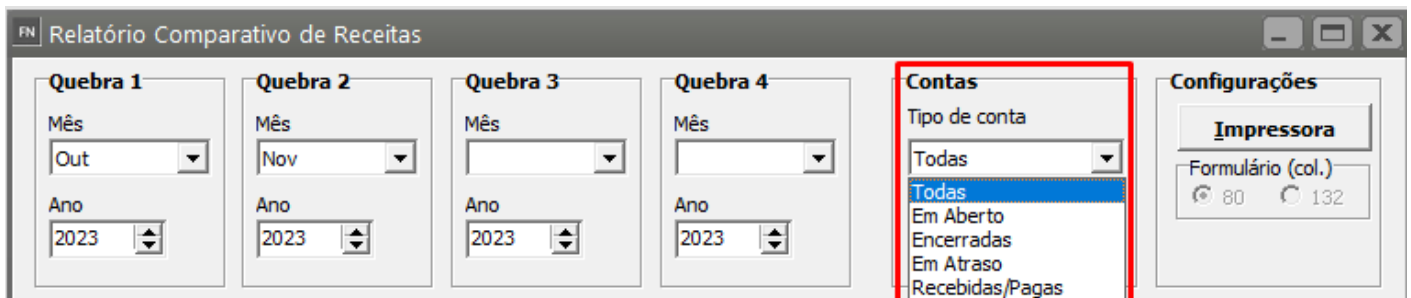 FN Relatório Comparativo de Receitas
Quebra 1
Mês
Out
Ano
2023
Quebra 2
Mês
Nov
Ano
2023
Quebra 3
Mês
Ano
2023
Quebra 4
Mês
Ano
2023
Contas
Tipo de conta
Todas
Todas
Em Aberto
Encerradas
Em Atraso
Recebidas/Pagas
Configurações
Impressora
Formulário (col.)
80 132